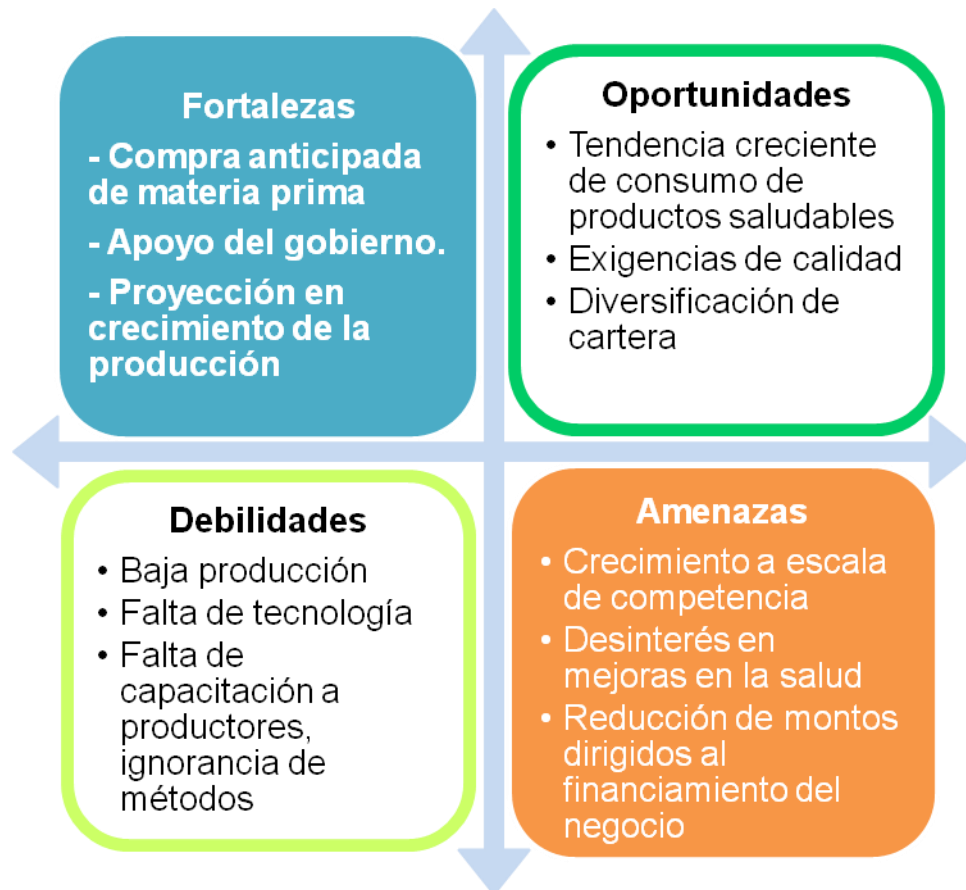 Fortalezas
- Compra anticipada
de materia prima
- Apoyo del gobierno.
- Proyección en
crecimiento de la
producción
Oportunidades
• Tendencia creciente
de consumo de
productos saludables
• Exigencias de calidad
• Diversificación de
cartera
Debilidades
• Baja producción
• Falta de tecnología
• Falta de
capacitación a
productores,
ignorancia de
métodos
Amenazas
• Crecimiento a escala
de competencia
• Desinterés en
mejoras en la salud
• Reducción de montos
dirigidos al
financiamiento del
negocio